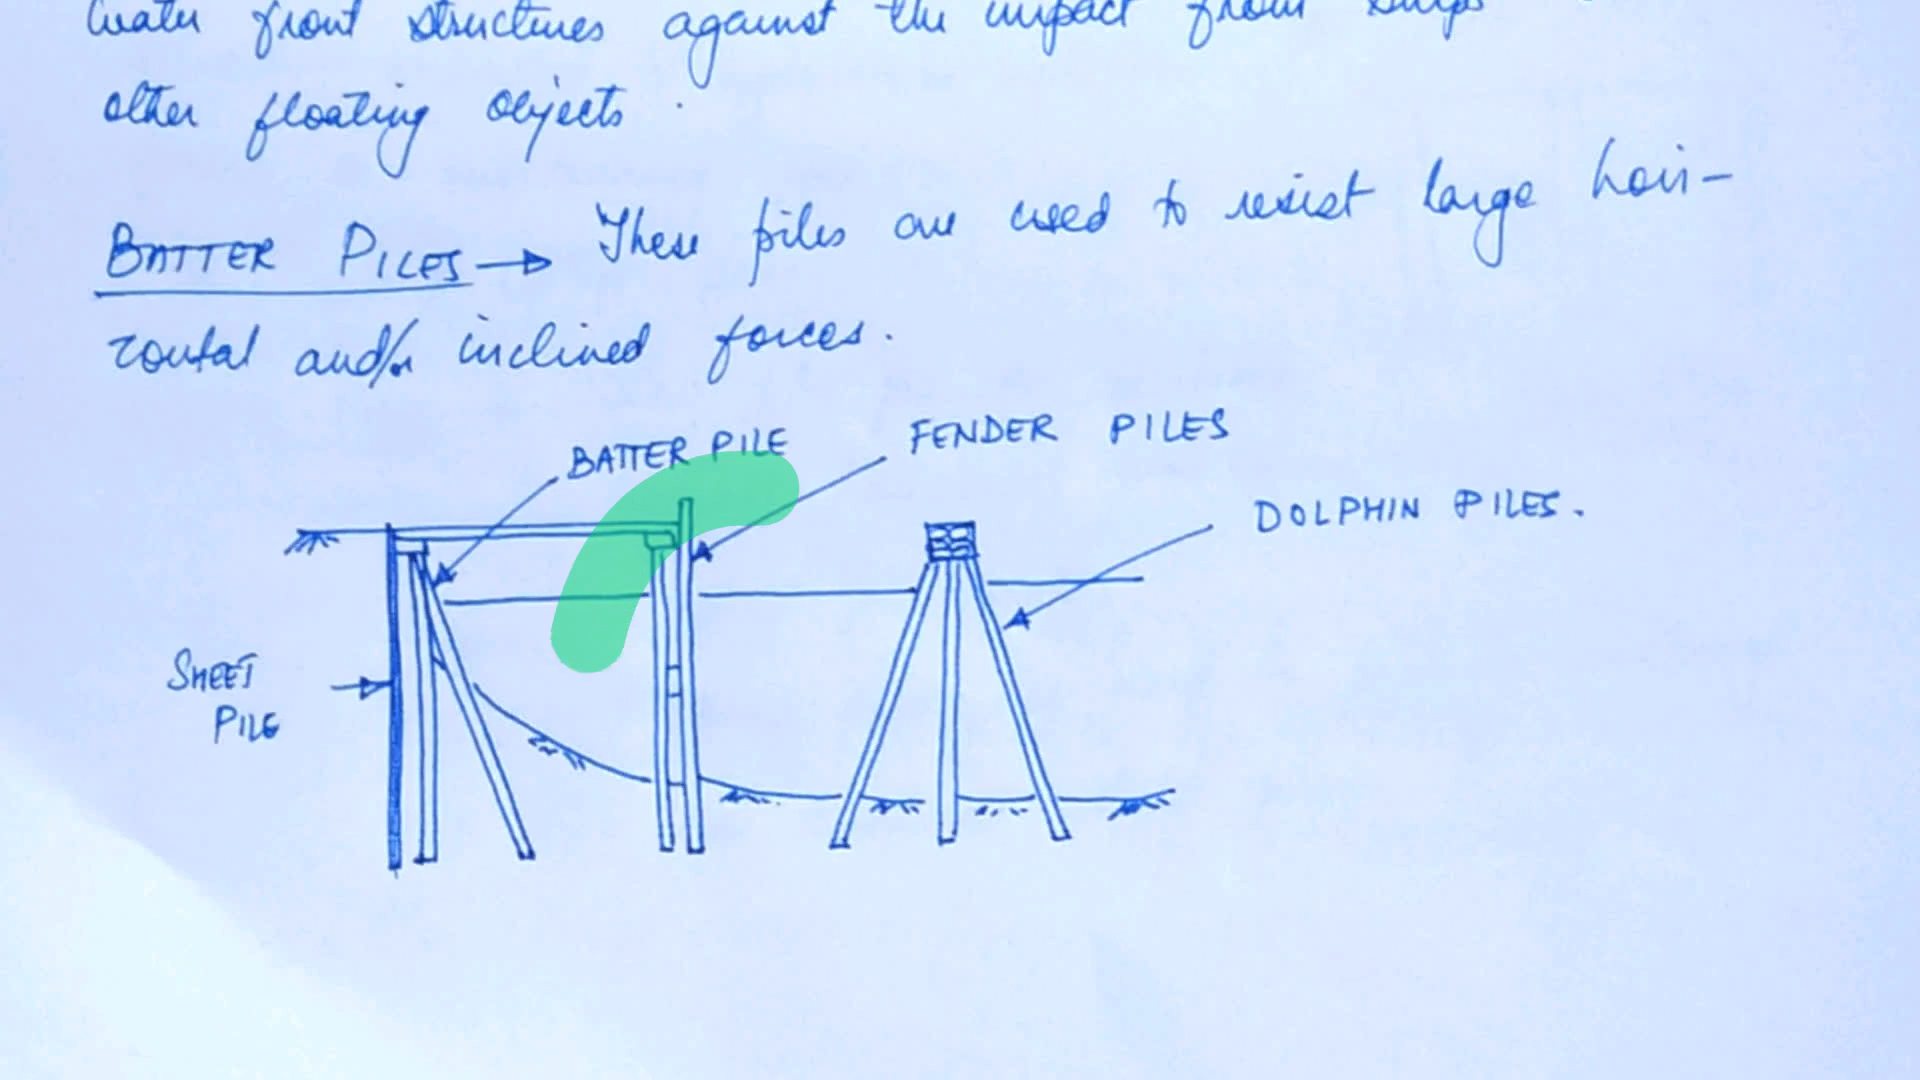 water front structures against the impact from ships
other floating objects.
BATTER PILES → These piles are used to resist large hori-
zontal and/or inclined forces.
BATTER PILE
FENDER PILES
DOLPHIN PILES.
SHEET
PILE